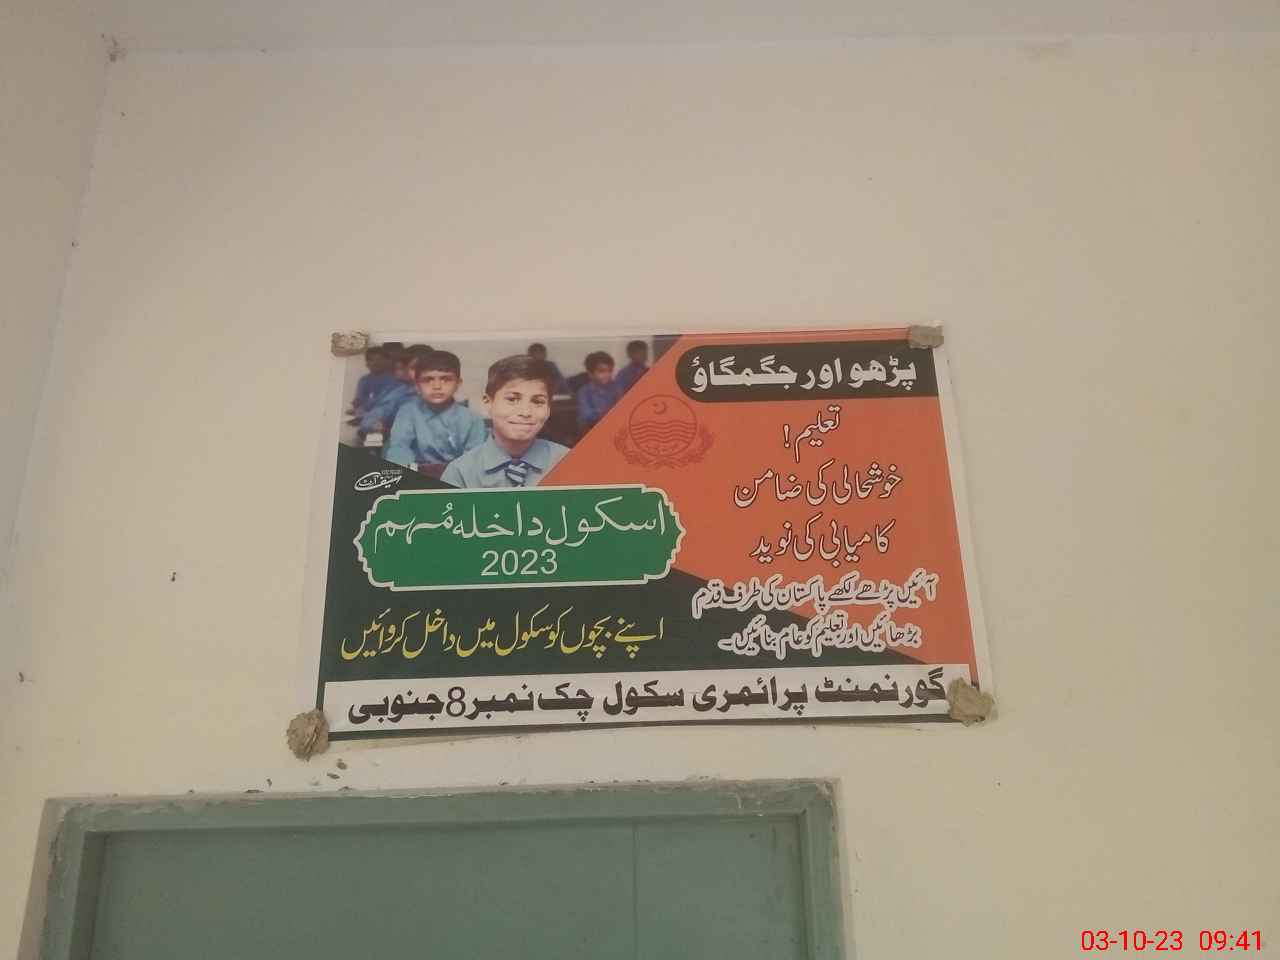 پڑھو اور جگمگاؤ
تعلیم!
خوشحالی کی ضامن
کامیابی کی نوید
آئیں پڑھے لکھے پاکستان کی طرف قدم
بڑھائیں اور تعلیم کو عام بنائیں۔
اسکول داخلہ مُہم
2023
اپنے بچوں کو سکول میں داخل کروائیں
گورنمنٹ پرائمری سکول چک نمبر 8 جنوبی
03-10-23 09:41